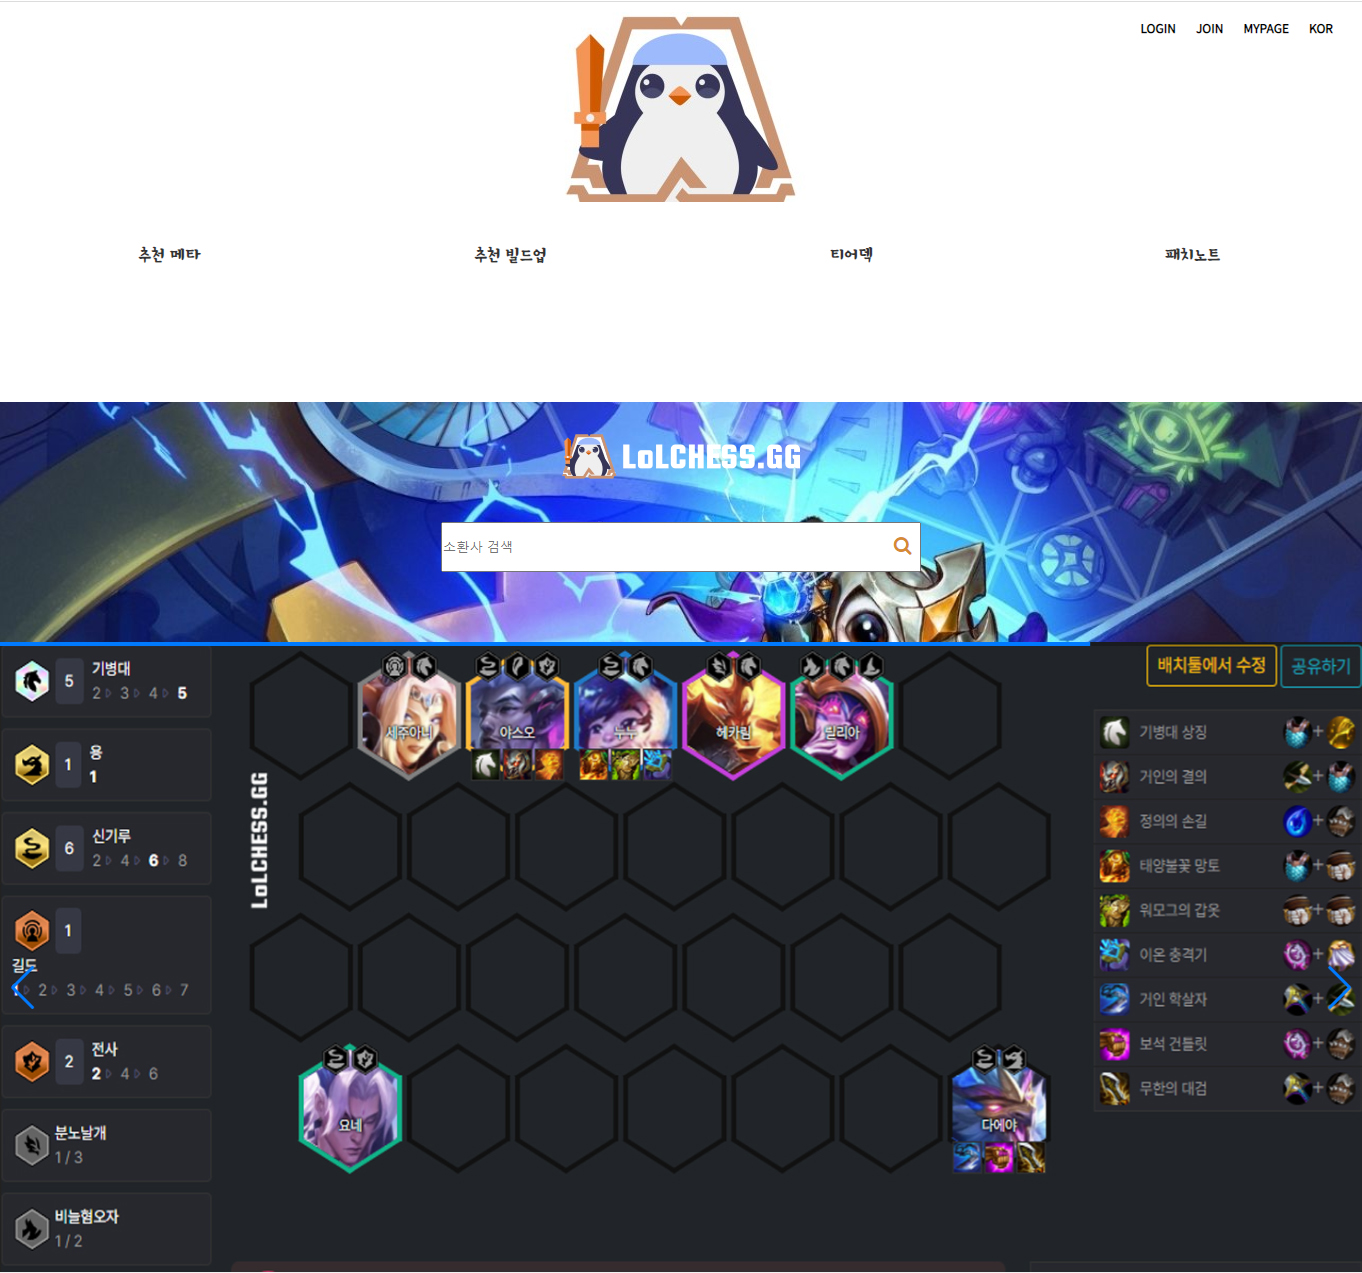 LOGIN JOIN MYPAGE KOR
추천 메타
추천 빌드업
티어덱
패치노트
LoLCHESS.GG
소환사 검색
5 기병대
2 3 4 5
1 용
1
6 신기루
2 4 6 8
1
길드
2 3 4 5 6 7
2 전사
2 4 6
분노날개
1 / 3
비늘혐오자
1 / 2
LoLCHESS.GG
세주아니
야스오
누누
헤카림
릴리아
요네
다에야
배치툴에서 수정
공유하기
기병대 상징 +
거인의 결의 +
정의의 손길 +
태양불꽃 망토 +
워모그의 갑옷 +
이온 충격기 +
거인 학살자 +
보석 건틀릿 +
무한의 대검 +